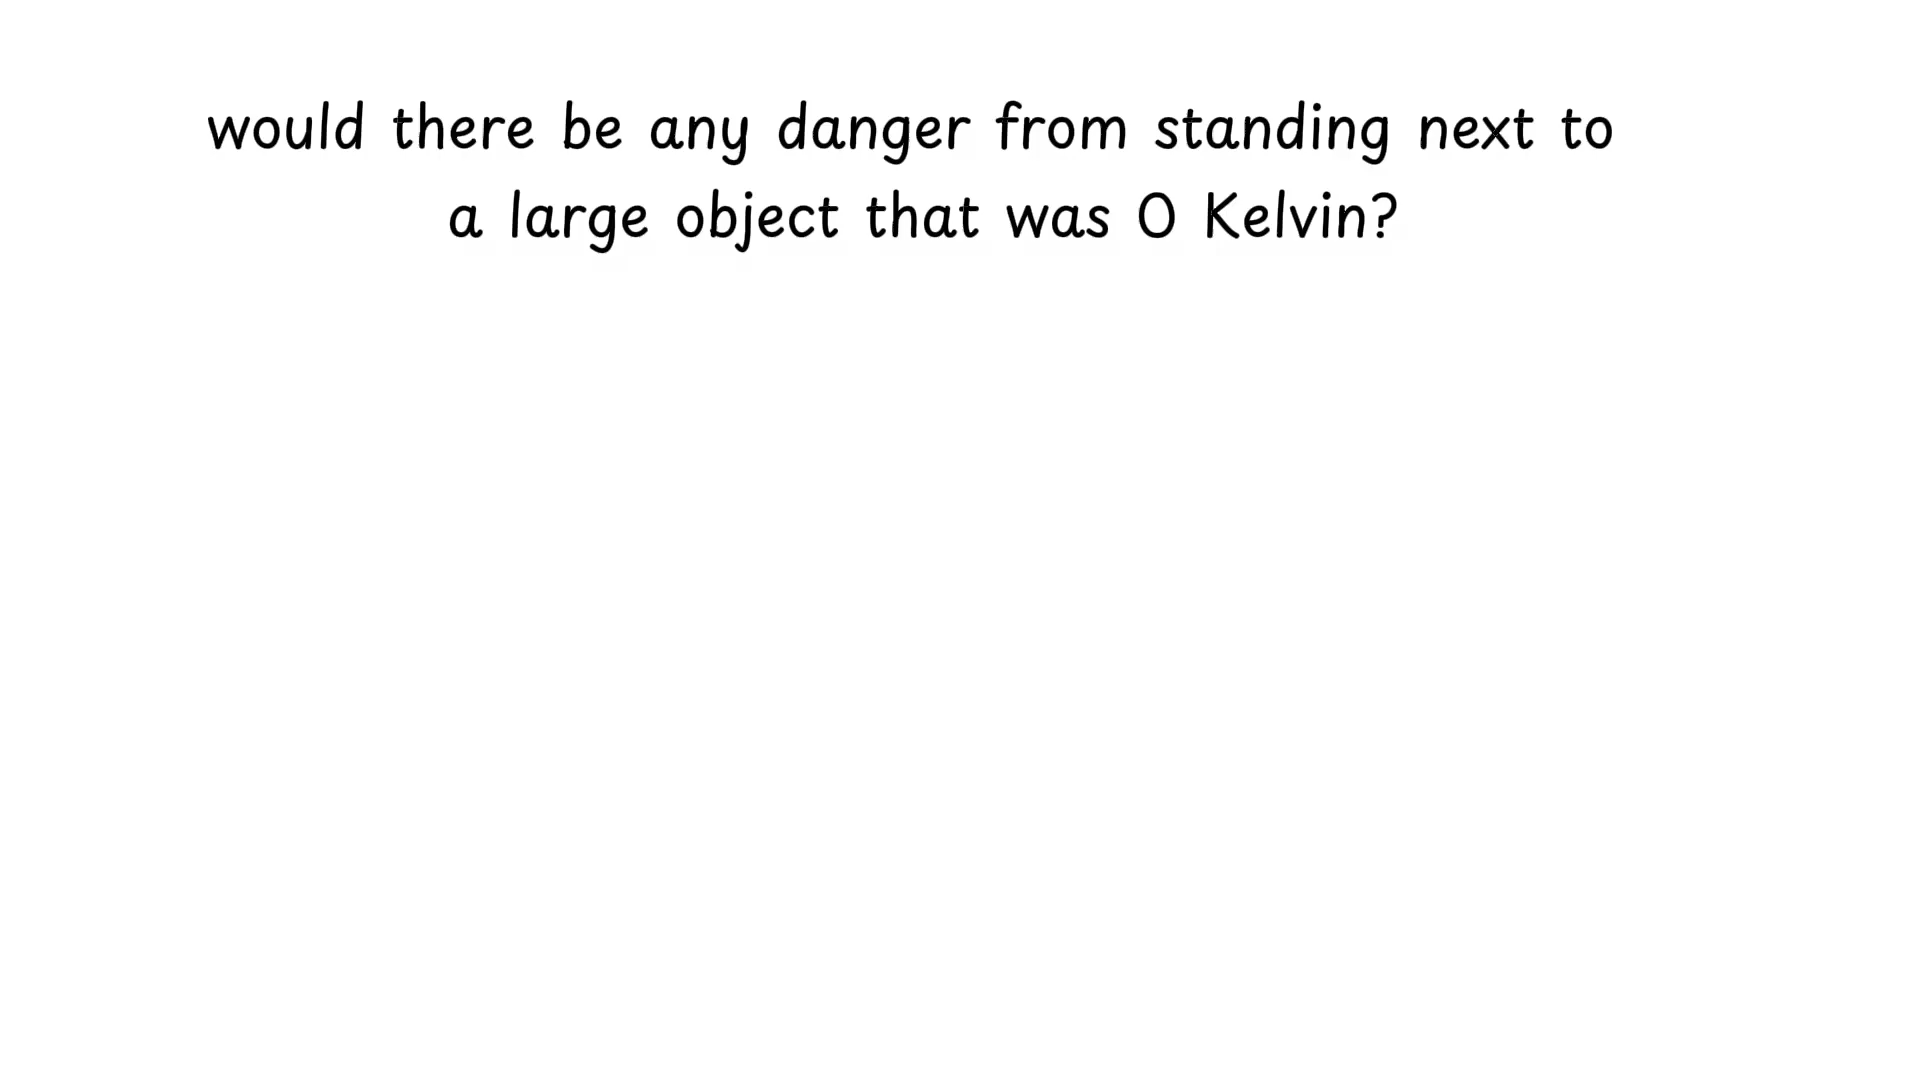 would there be any danger from standing next to
a large object that was 0 Kelvin?